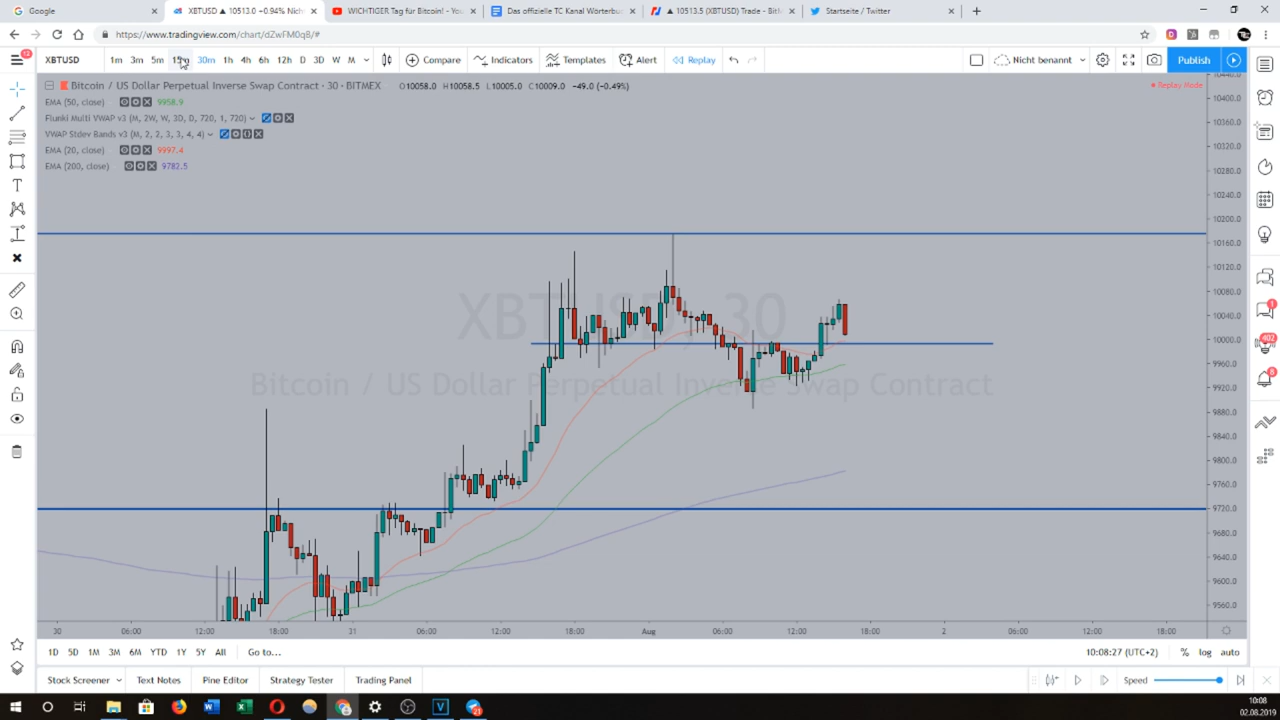 Google
XBTUSD ▲ 10513.0 +0.94% Nich
WICHTIGER Tag für Bitcoin! - You
Das offizielle TC Kanal Wörterbu
▲ 10513.5 (XBTUSD) Trade - Bit
Startseite / Twitter
https://www.tradingview.com/chart/dZwFM0q8/#
12
XBTUSD
1m 3m 5m 15m 30m 1h 4h 6h 12h D 3D W M
Compare
Indicators
Templates
Alert
Replay
Nicht benannt
Publish
Bitcoin / US Dollar Perpetual Inverse Swap Contract · 30 · BITMEX O10058.0 H10058.5 L10005.0 C10009.0 −49.0 (−0.49%)
Replay Mode
EMA (50, close) 9958.9
Flunki Multi VWAP v3 (M, 2W, W, 3D, D, 720, 1, 720)
VWAP Stdev Bands v3 (M, 2, 2, 3, 3, 4, 4)
EMA (20, close) 9997.4
EMA (200, close) 9782.5
XBTUSD, 30
Bitcoin / US Dollar Perpetual Inverse Swap Contract
10440.0
10400.0
10360.0
10320.0
10280.0
10240.0
10200.0
10160.0
10120.0
10080.0
10040.0
10000.0
9960.0
9920.0
9880.0
9840.0
9800.0
9760.0
9720.0
9680.0
9640.0
9600.0
9560.0
1
402
8
30 06:00 12:00 18:00 31 06:00 12:00 18:00 Aug 06:00 12:00 18:00 2 06:00 12:00 18:00
1D 5D 1M 3M 6M YTD 1Y 5Y All Go to...
10:08:27 (UTC+2) % log auto
Stock Screener
Text Notes
Pine Editor
Strategy Tester
Trading Panel
Speed
10:08
02.08.2019